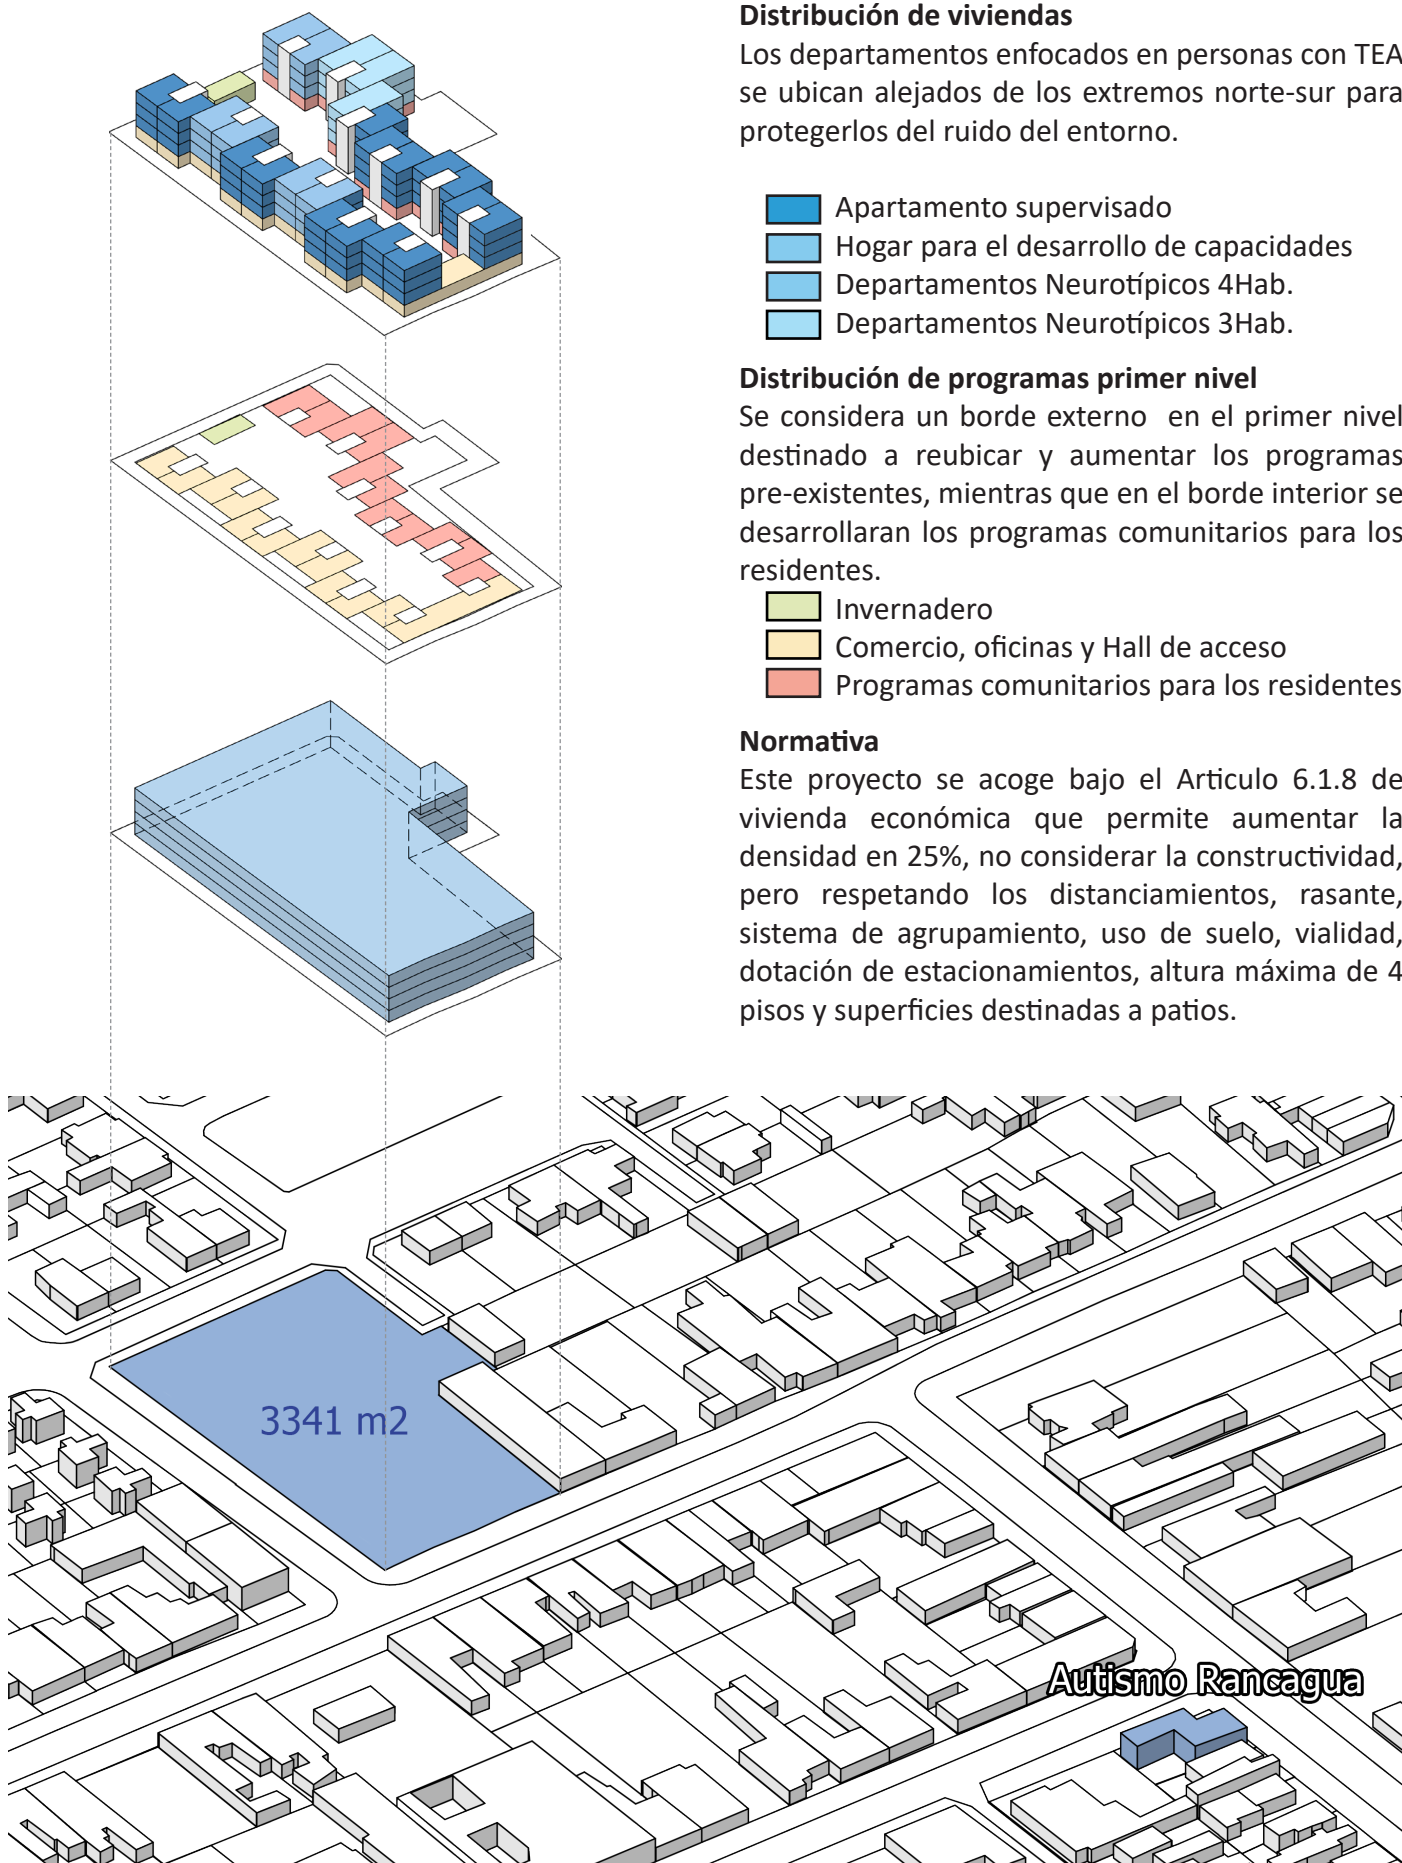 Distribución de viviendas
Los departamentos enfocados en personas con TEA
se ubican alejados de los extremos norte-sur para
protegerlos del ruido del entorno.
Apartamento supervisado
Hogar para el desarrollo de capacidades
Departamentos Neurotípicos 4Hab.
Departamentos Neurotípicos 3Hab.
Distribución de programas primer nivel
Se considera un borde externo en el primer nivel
destinado a reubicar y aumentar los programas
pre-existentes, mientras que en el borde interior se
desarrollaran los programas comunitarios para los
residentes.
Invernadero
Comercio, oficinas y Hall de acceso
Programas comunitarios para los residentes
Normativa
Este proyecto se acoge bajo el Articulo 6.1.8 de
vivienda económica que permite aumentar la
densidad en 25%, no considerar la constructividad,
pero respetando los distanciamientos, rasante,
sistema de agrupamiento, uso de suelo, vialidad,
dotación de estacionamientos, altura máxima de 4
pisos y superficies destinadas a patios.
3341 m2
Autismo Rancagua